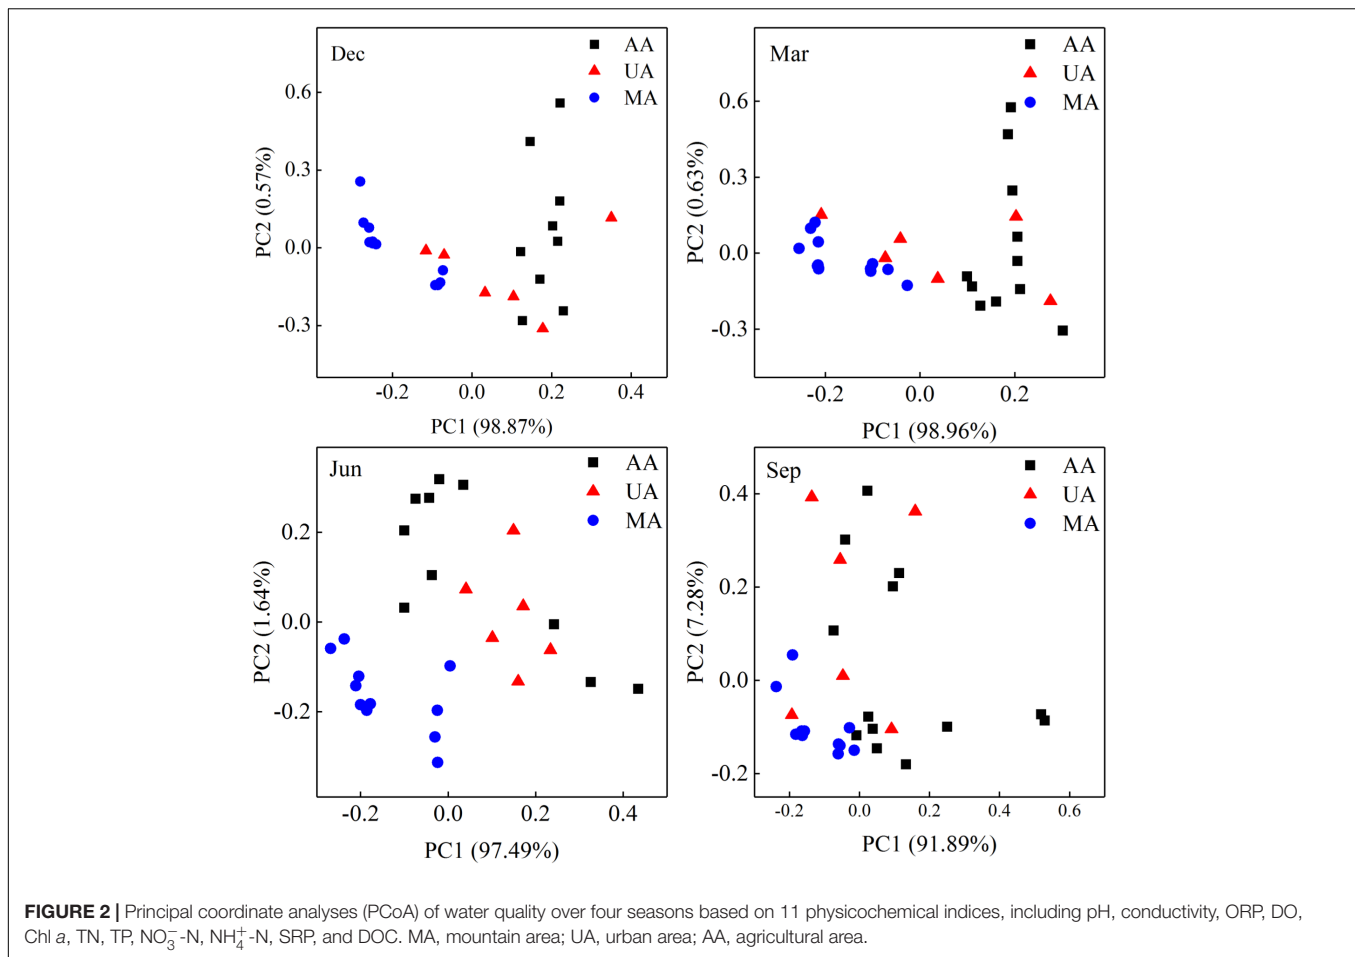 Dec
AA
UA
MA
0.6
0.3
0.0
-0.3
PC2 (0.57%)
-0.2
0.0
0.2
0.4
PC1 (98.87%)
Mar
AA
UA
MA
0.6
0.3
0.0
-0.3
PC2 (0.63%)
-0.2
0.0
0.2
PC1 (98.96%)
Jun
AA
UA
MA
0.2
0.0
-0.2
PC2 (1.64%)
-0.2
0.0
0.2
0.4
PC1 (97.49%)
Sep
AA
UA
MA
0.4
0.2
0.0
-0.2
PC2 (7.28%)
-0.2
0.0
0.2
0.4
0.6
PC1 (91.89%)
FIGURE 2 | Principal coordinate analyses (PCoA) of water quality over four seasons based on 11 physicochemical indices, including pH, conductivity, ORP, DO,
Chl a, TN, TP, NO₃⁻-N, NH₄⁺-N, SRP, and DOC. MA, mountain area; UA, urban area; AA, agricultural area.